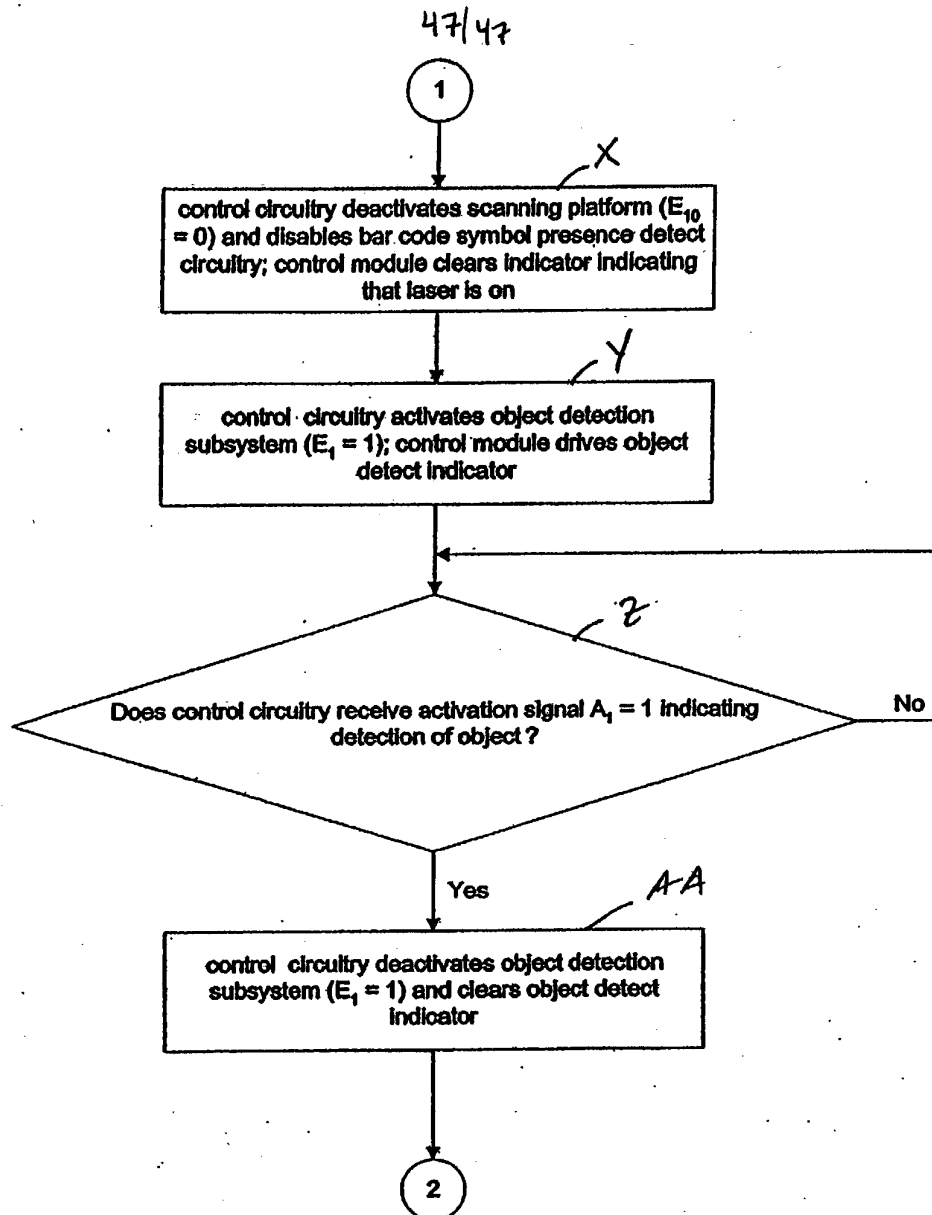 47/47
1
X
control circuitry deactivates scanning platform (E₁₀
= 0) and disables bar code symbol presence detect
circuitry; control module clears indicator indicating
that laser is on
Y
control circuitry activates object detection
subsystem (E₁ = 1); control module drives object
detect indicator
Z
Does control circuitry receive activation signal A₁ = 1 indicating
detection of object ?
No
Yes
AA
control circuitry deactivates object detection
subsystem (E₁ = 1) and clears object detect
indicator
2